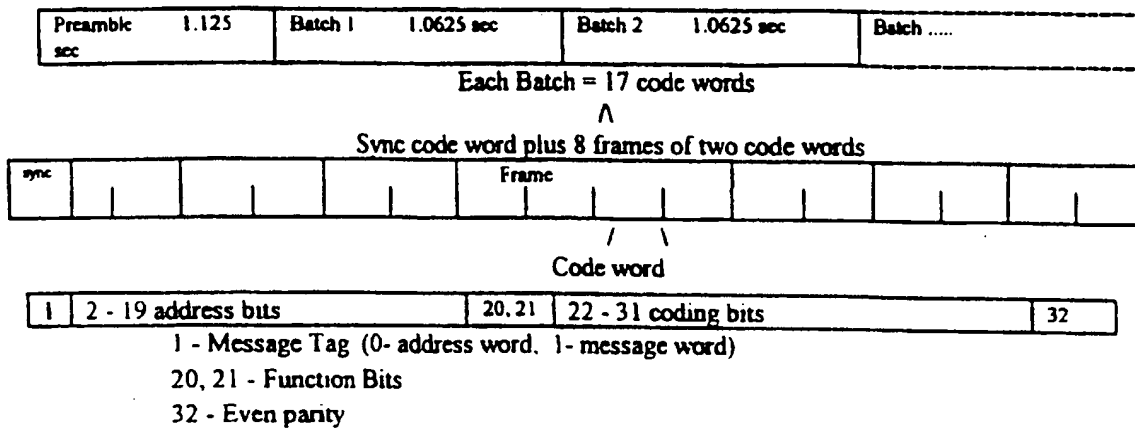 Preamble 1.125 sec
Batch 1 1.0625 sec
Batch 2 1.0625 sec
Batch .....
Each Batch = 17 code words
Sync code word plus 8 frames of two code words
sync
Frame
Code word
1
2 - 19 address bits
20, 21
22 - 31 coding bits
32
1 - Message Tag (0- address word, 1- message word)
20, 21 - Function Bits
32 - Even parity